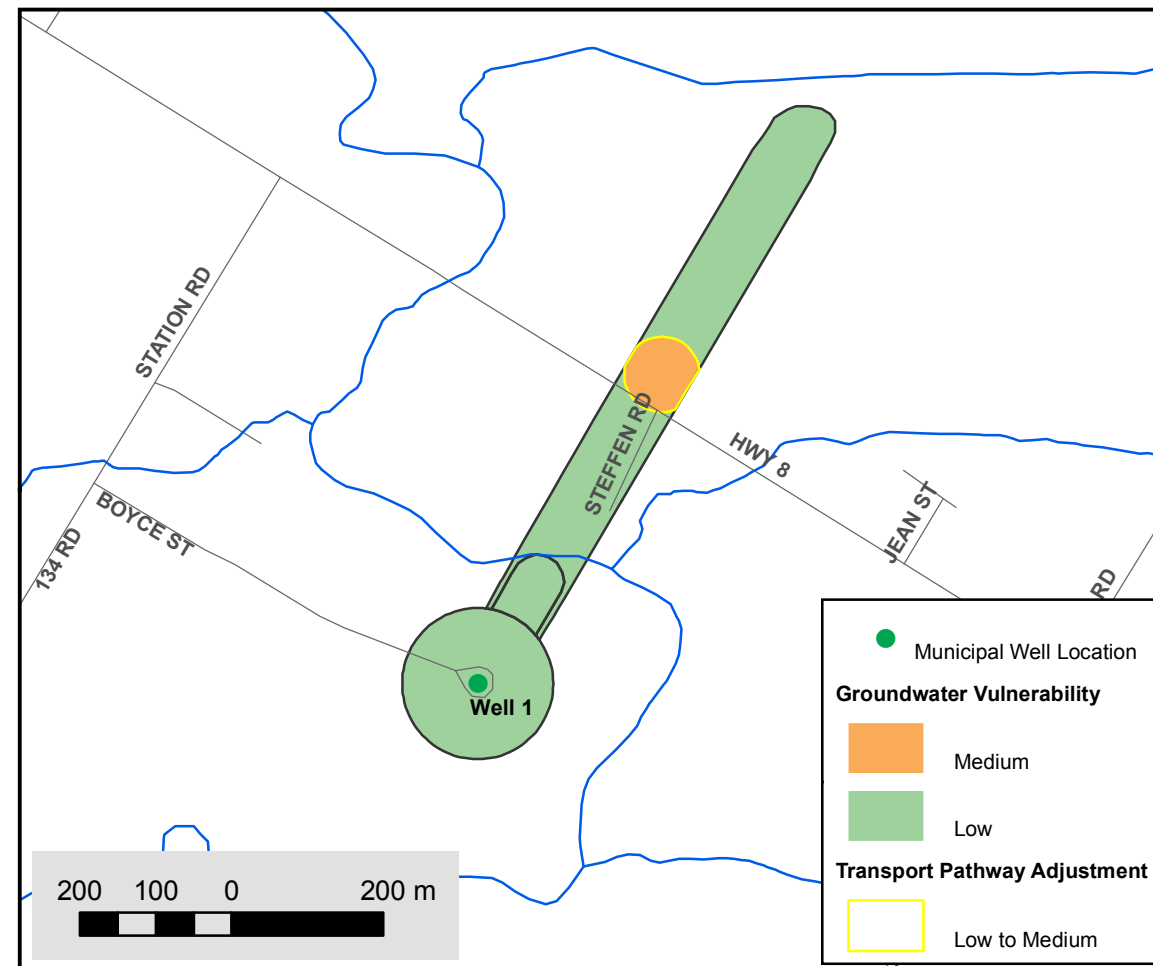 STATION RD
134 RD
BOYCE ST
STEFFEN RD
HWY 8
JEAN ST
RD
Well 1
Municipal Well Location
Groundwater Vulnerability
Medium
Low
Transport Pathway Adjustment
Low to Medium
200 100 0 200 m